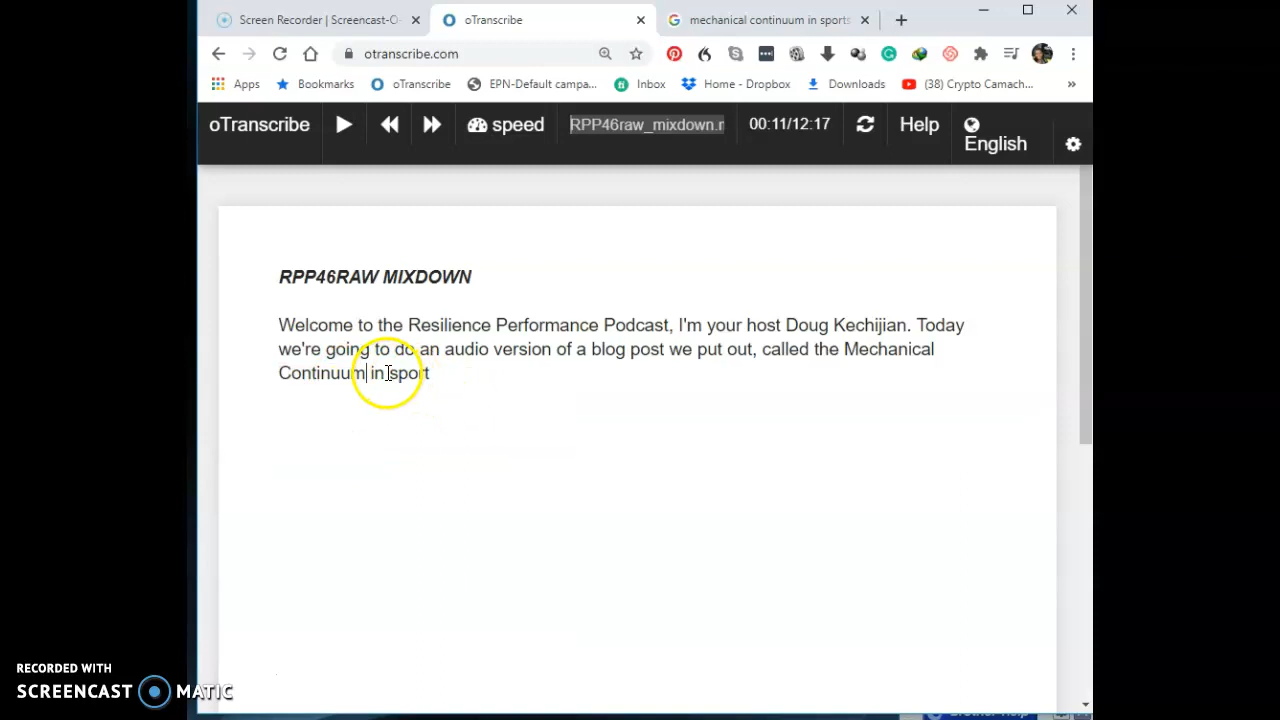 Screen Recorder | Screencast-O-
oTranscribe
mechanical continuum in sports
otranscribe.com
Apps
Bookmarks
oTranscribe
EPN-Default campa...
Inbox
Home - Dropbox
Downloads
(38) Crypto Camach...
»
oTranscribe
speed
RPP46raw_mixdown.r
00:11/12:17
Help
English
RPP46RAW MIXDOWN
Welcome to the Resilience Performance Podcast, I'm your host Doug Kechijian. Today
we're going to do an audio version of a blog post we put out, called the Mechanical
Continuum in sport
RECORDED WITH
SCREENCAST MATIC